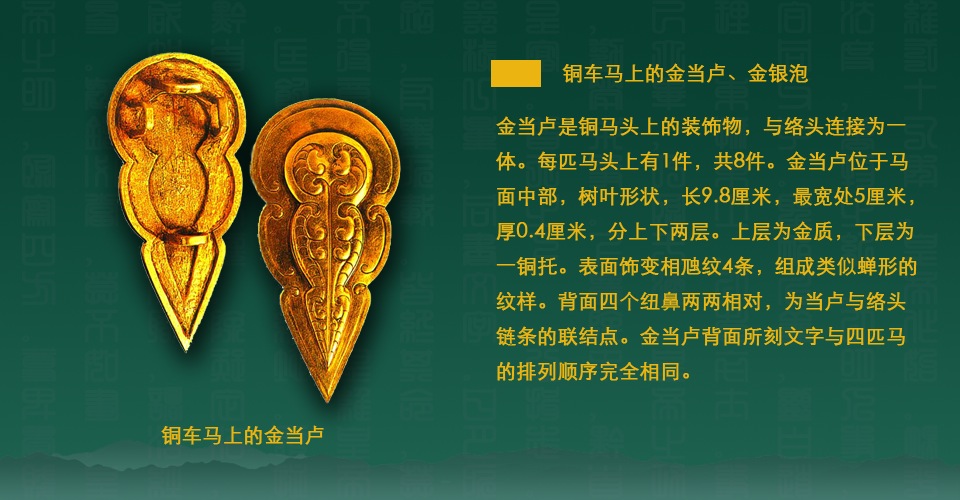 铜车马上的金当卢、金银泡
金当卢是铜马头上的装饰物，与络头连接为一
体。每匹马头上有1件，共8件。金当卢位于马
面中部，树叶形状，长9.8厘米，最宽处5厘米，
厚0.4厘米，分上下两层。上层为金质，下层为
一铜托。表面饰变相虺纹4条，组成类似蝉形的
纹样。背面四个纽鼻两两相对，为当卢与络头
链条的联结点。金当卢背面所刻文字与四匹马
的排列顺序完全相同。
铜车马上的金当卢